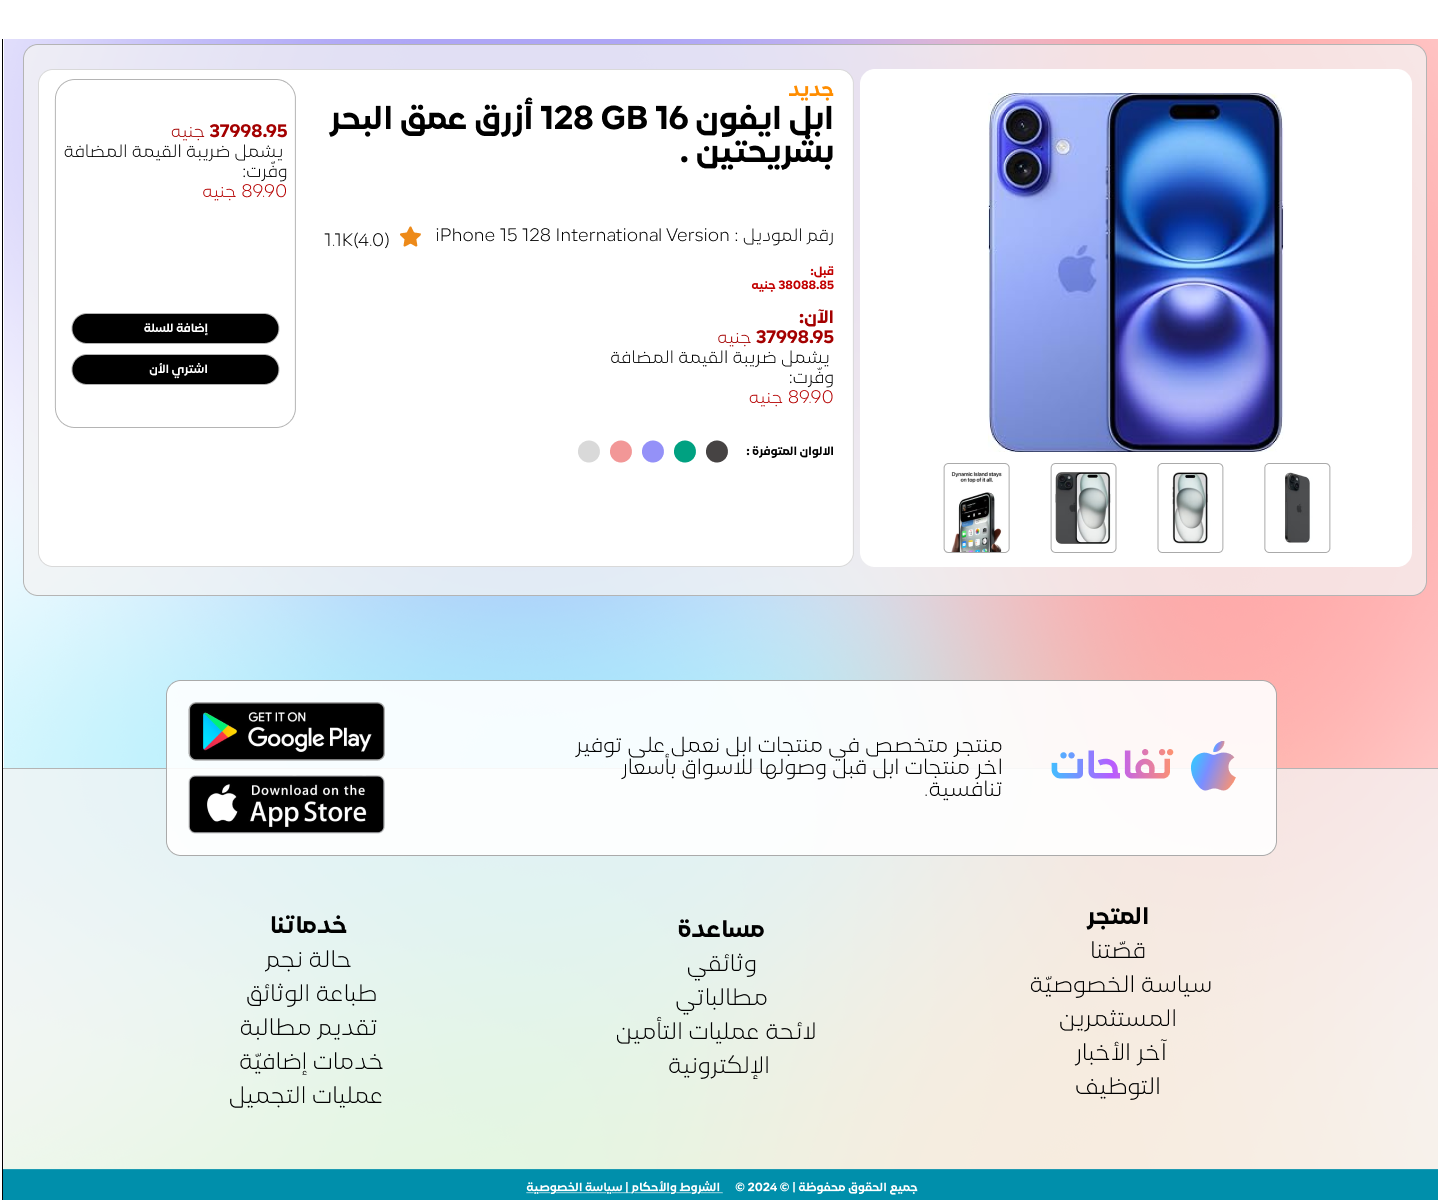 جديد
ابل ايفون 16 128 GB أزرق عمق البحر
بشريحتين .
رقم الموديل : iPhone 15 128 International Version
1.1K(4.0)
قبل:
38088.85 جنيه
الآن:
37998.95 جنيه
يشمل ضريبة القيمة المضافة
وفّرت:
89.90 جنيه
الالوان المتوفرة :
37998.95 جنيه
يشمل ضريبة القيمة المضافة
وفّرت:
89.90 جنيه
إضافة للسلة
اشتري الأن
Dynamic Island stays
on top of it all.
تفاحات
منتجر متخصص في منتجات ابل نعمل على توفير
اخر منتجات ابل قبل وصولها للاسواق بأسعار
تنافسية.
GET IT ON
Google Play
Download on the
App Store
المتجر
قصّتنا
سياسة الخصوصيّة
المستثمرين
آخر الأخبار
التوظيف
مساعدة
وثائقي
مطالباتي
لائحة عمليات التأمين
الإلكترونية
خدماتنا
حالة نجم
طباعة الوثائق
تقديم مطالبة
خدمات إضافيّة
عمليات التجميل
جميع الحقوق محفوظة | © 2024 © الشروط والأحكام | سياسة الخصوصية